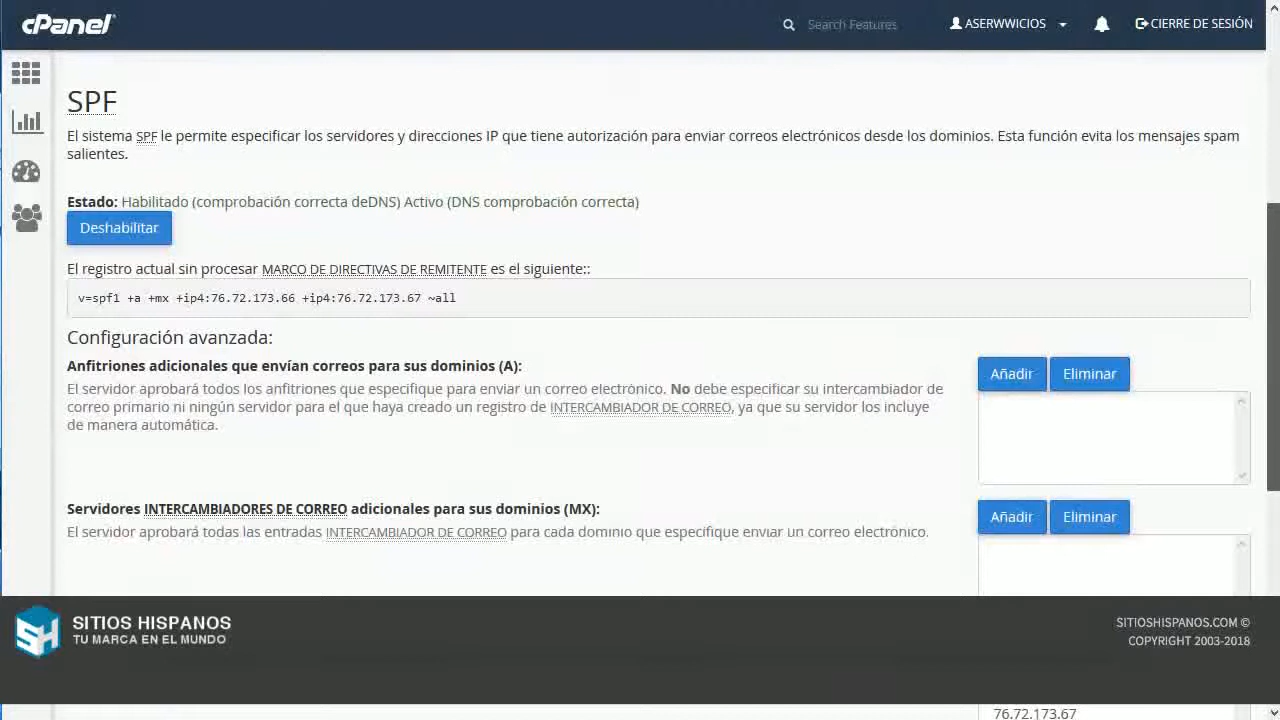 cPanel
Search Features
ASERWWICIOS
CIERRE DE SESIÓN
SPF
El sistema SPF le permite especificar los servidores y direcciones IP que tiene autorización para enviar correos electrónicos desde los dominios. Esta función evita los mensajes spam
salientes.
Estado: Habilitado (comprobación correcta deDNS) Activo (DNS comprobación correcta)
Deshabilitar
El registro actual sin procesar MARCO DE DIRECTIVAS DE REMITENTE es el siguiente::
v=spf1 +a +mx +ip4:76.72.173.66 +ip4:76.72.173.67 ~all
Configuración avanzada:
Anfitriones adicionales que envían correos para sus dominios (A):
Añadir Eliminar
El servidor aprobará todos los anfitriones que especifique para enviar un correo electrónico. No debe especificar su intercambiador de
correo primario ni ningún servidor para el que haya creado un registro de INTERCAMBIADOR DE CORREO, ya que su servidor los incluye
de manera automática.
Servidores INTERCAMBIADORES DE CORREO adicionales para sus dominios (MX):
Añadir Eliminar
El servidor aprobará todas las entradas INTERCAMBIADOR DE CORREO para cada dominio que especifique enviar un correo electrónico.
SH
SITIOS HISPANOS
TU MARCA EN EL MUNDO
SITIOSHISPANOS.COM ©
COPYRIGHT 2003-2018
76.72.173.67